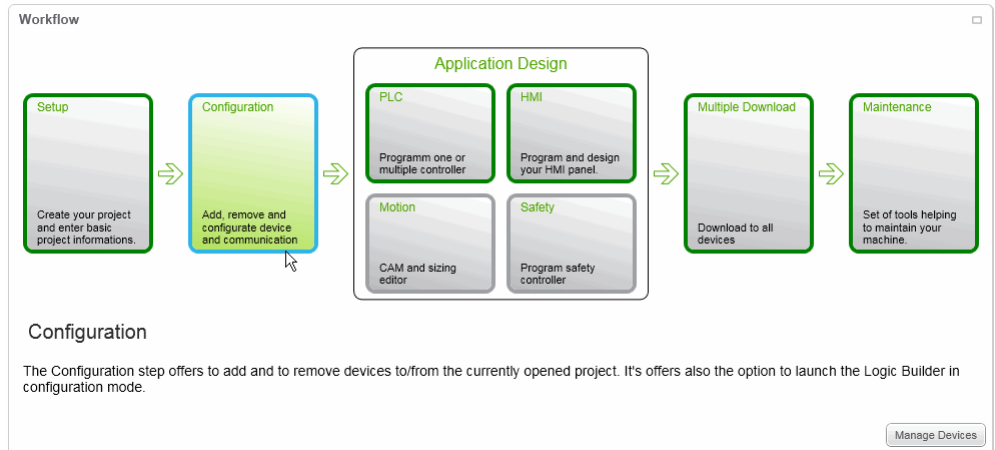 Workflow
Application Design
Setup
Create your project
and enter basic
project informations.
Configuration
Add, remove and
configurate device
and communication
PLC
Programm one or
multiple controller
HMI
Program and design
your HMI panel.
Motion
CAM and sizing
editor
Safety
Program safety
controller
Multiple Download
Download to all
devices
Maintenance
Set of tools helping
to maintain your
machine.
Configuration
The Configuration step offers to add and to remove devices to/from the currently opened project. It's offers also the option to launch the Logic Builder in
configuration mode.
Manage Devices